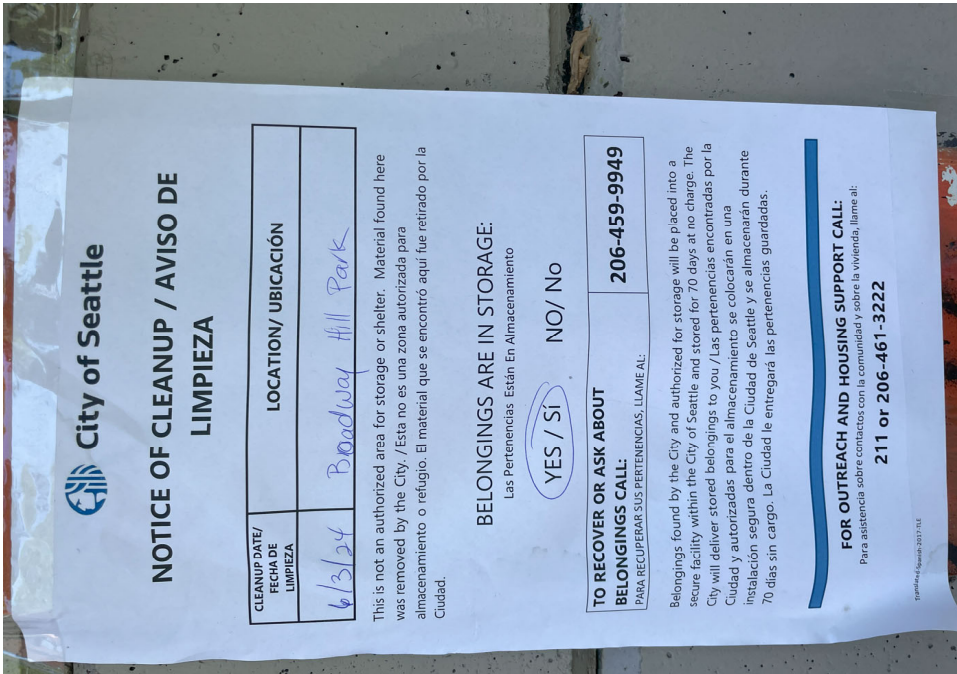 City of Seattle
NOTICE OF CLEANUP / AVISO DE
LIMPIEZA
CLEANUP DATE/
FECHA DE
LIMPIEZA
LOCATION/ UBICACIÓN
6/3/24
Broadway Hill Park
This is not an authorized area for storage or shelter. Material found here
was removed by the City. / Esta no es una zona autorizada para
almacenamiento o refugio. El material que se encontró aquí fue retirado por la
Ciudad.
BELONGINGS ARE IN STORAGE:
Las Pertenencias Están En Almacenamiento
YES / Sí NO/ No
TO RECOVER OR ASK ABOUT
BELONGINGS CALL:
PARA RECUPERAR SUS PERTENENCIAS, LLAME AL:
206-459-9949
Belongings found by the City and authorized for storage will be placed into a
secure facility within the City of Seattle and stored for 70 days at no charge. The
City will deliver stored belongings to you / Las pertenencias encontradas por la
Ciudad y autorizadas para el almacenamiento se colocarán en una
instalación segura dentro de la Ciudad de Seattle y se almacenarán durante
70 días sin cargo. La Ciudad le entregará las pertenencias guardadas.
FOR OUTREACH AND HOUSING SUPPORT CALL:
Para asistencia sobre contactos con la comunidad y sobre la vivienda, llame al:
211 or 206-461-3222
Translated-Spanish-2017-TLE